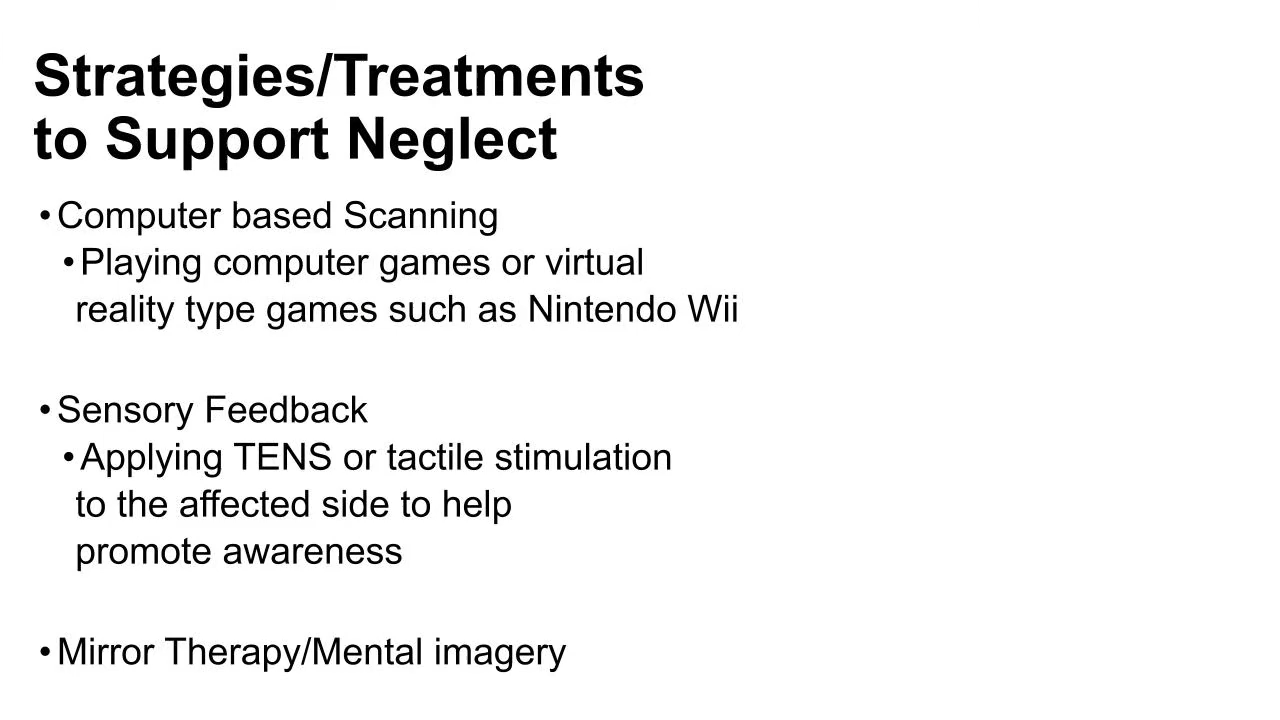 Strategies/Treatments
to Support Neglect
•Computer based Scanning
•Playing computer games or virtual
reality type games such as Nintendo Wii
•Sensory Feedback
•Applying TENS or tactile stimulation
to the affected side to help
promote awareness
•Mirror Therapy/Mental imagery